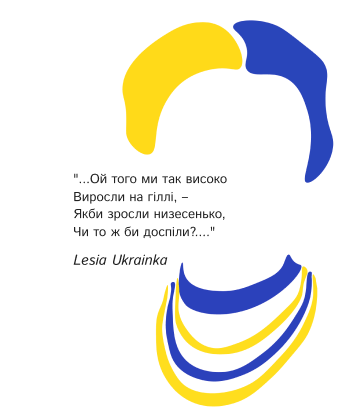 "...Ой того ми так високо
Виросли на гіллі, –
Якби зросли низесенько,
Чи то ж би доспіли?...."
Lesia Ukrainka